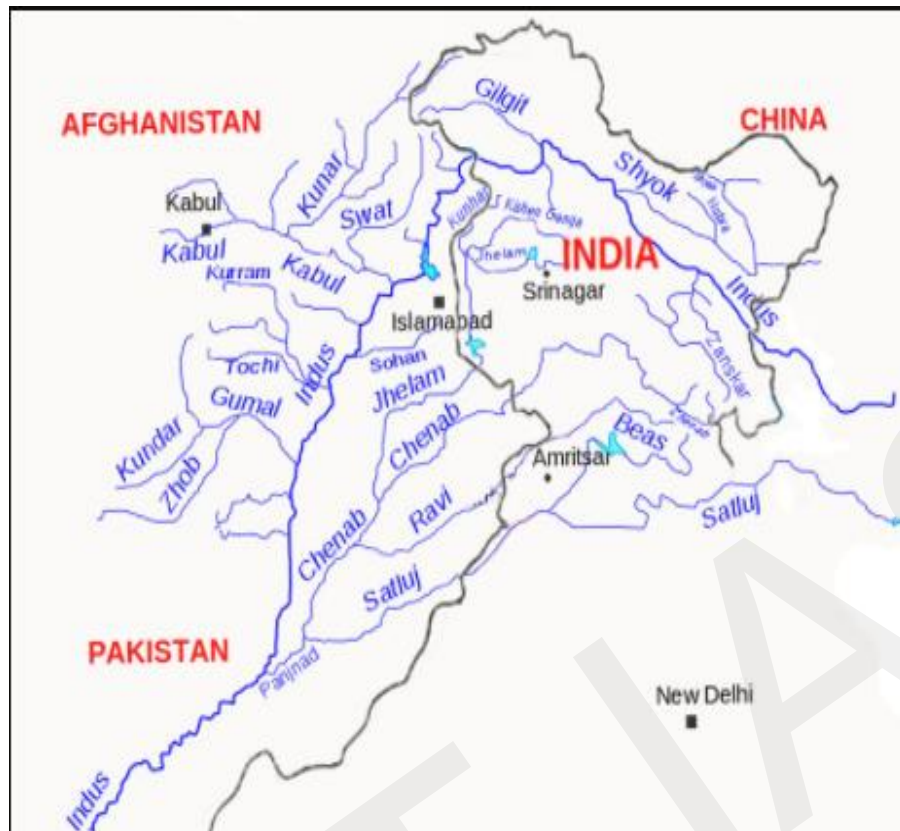 Gilgit
AFGHANISTAN
CHINA
Shyok
Kunar
Kabul
Swat
Kunhar
Kishen Ganga
Jhelam
INDIA
Kabul
Kurram
Kabul
Srinagar
Indus
Islamabad
Zanskar
Sohan
Indus
Tochi
Jhelam
Gumal
Chenab
Beas
Kundar
Zhob
Amritsar
Ravi
Satluj
Chenab
Satluj
PAKISTAN
Panjnad
New Delhi
Indus